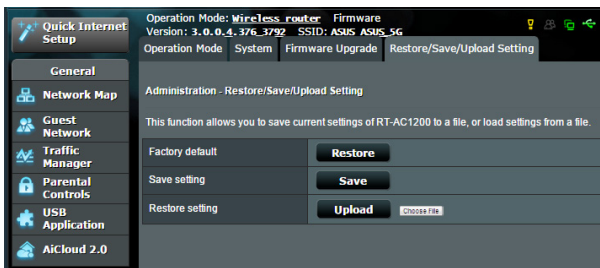 Quick Internet
Setup
Operation Mode: Wireless router Firmware
Version: 3.0.0.4.376_3792 SSID: ASUS ASUS_5G
Operation Mode System Firmware Upgrade Restore/Save/Upload Setting
General
Network Map
Guest
Network
Traffic
Manager
Parental
Controls
USB
Application
AiCloud 2.0
Administration - Restore/Save/Upload Setting
This function allows you to save current settings of RT-AC1200 to a file, or load settings from a file.
Factory default Restore
Save setting Save
Restore setting Upload Choose File